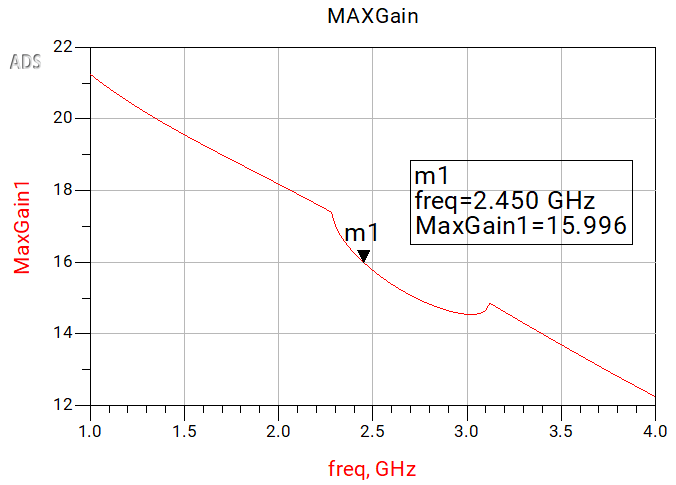 MAXGain
ADS
22
20
18
16
14
12
MaxGain1
m1
m1
freq=2.450 GHz
MaxGain1=15.996
1.0 1.5 2.0 2.5 3.0 3.5 4.0
freq, GHz